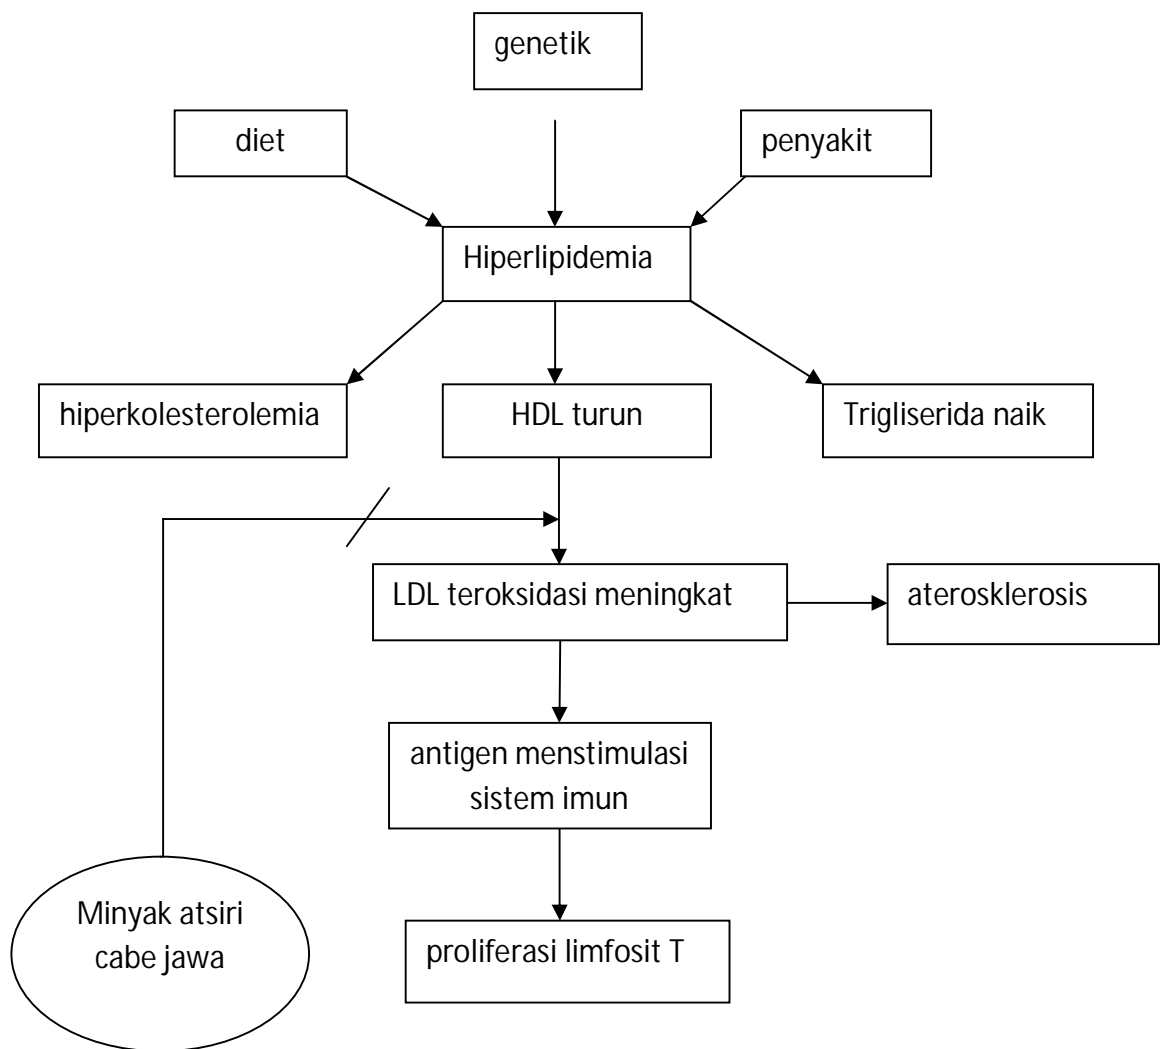 genetik
diet
penyakit
Hiperlipidemia
hiperkolesterolemia
HDL turun
Trigliserida naik
LDL teroksidasi meningkat
aterosklerosis
antigen menstimulasi
sistem imun
Minyak atsiri
cabe jawa
proliferasi limfosit T